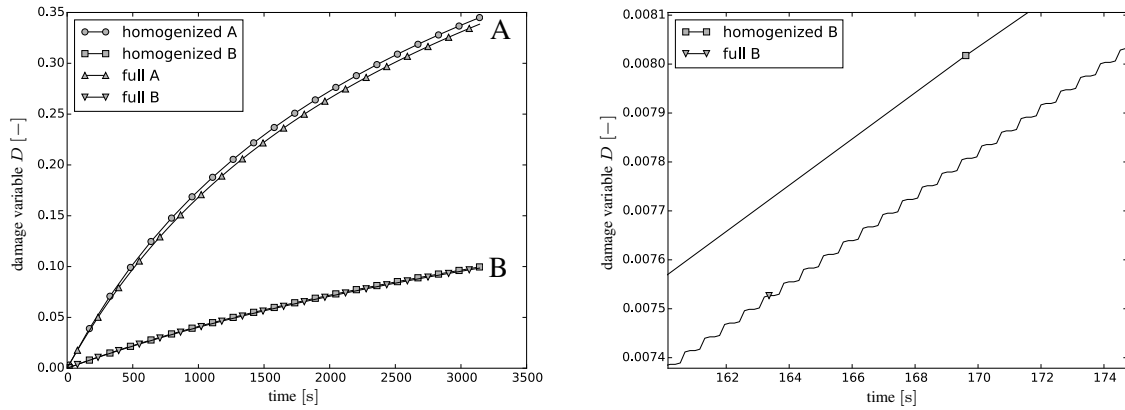 homogenized A
homogenized B
full A
full B
A
B
damage variable D [−]
0.35
0.30
0.25
0.20
0.15
0.10
0.05
0.00
0 500 1000 1500 2000 2500 3000 3500
time [s]
homogenized B
full B
damage variable D [−]
0.0081
0.0080
0.0079
0.0078
0.0077
0.0076
0.0075
0.0074
162 164 166 168 170 172 174
time [s]